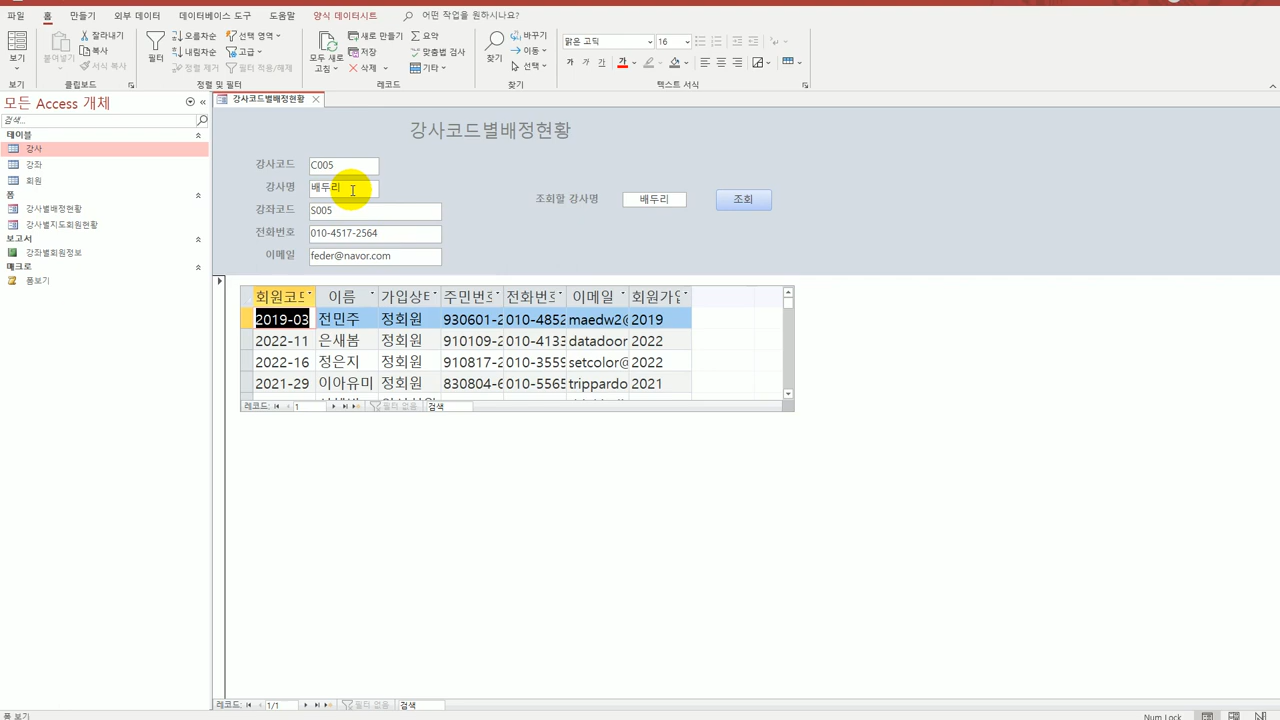 파일 홈 만들기 외부 데이터 데이터베이스 도구 도움말 양식 데이터시트 어떤 작업을 원하시나요?
잘라내기 오름차순 선택 영역 새로 만들기 요약 바꾸기 맑은 고딕 16
보기 붙여넣기 복사 필터 내림차순 고급 모두 새로 저장 맞춤법 검사 찾기 이동
서식 복사 정렬 제거 필터 적용/해제 고침 삭제 기타 선택
보기 클립보드 정렬 및 필터 레코드 찾기 텍스트 서식
모든 Access 개체
강사코드별배정현황
검색...
테이블
강사
강좌
회원
폼
강사별배정현황
강사별지도회원현황
보고서
강좌별회원정보
매크로
폼보기
강사코드별배정현황
강사코드 C005
강사명 배두리
조회할 강사명 배두리 조회
강좌코드 S005
전화번호 010-4517-2564
이메일 feder@navor.com
회원코드 이름 가입상태 주민번호 전화번호 이메일 회원가입
2019-03 전민주 정회원 930601-2 010-4852 maedw2@ 2019
2022-11 은새봄 정회원 910109-2 010-4133 datadoor 2022
2022-16 정은지 정회원 910817-2 010-3559 setcolor@ 2022
2021-29 이아유미 정회원 830804-6 010-5565 trippardo 2021
레코드: 1 필터 없음 검색
레코드: 1/1 필터 없음 검색
폼 보기 Num Lock